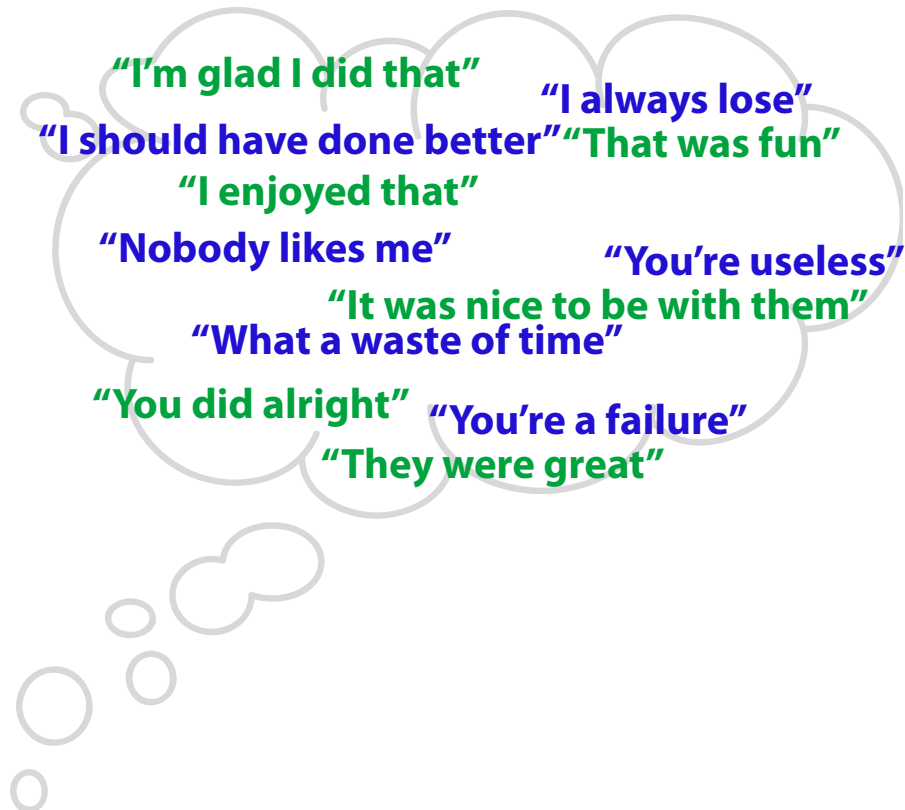 “I’m glad I did that”
“I always lose”
“I should have done better”
“That was fun”
“I enjoyed that”
“Nobody likes me”
“You’re useless”
“It was nice to be with them”
“What a waste of time”
“You did alright”
“You’re a failure”
“They were great”